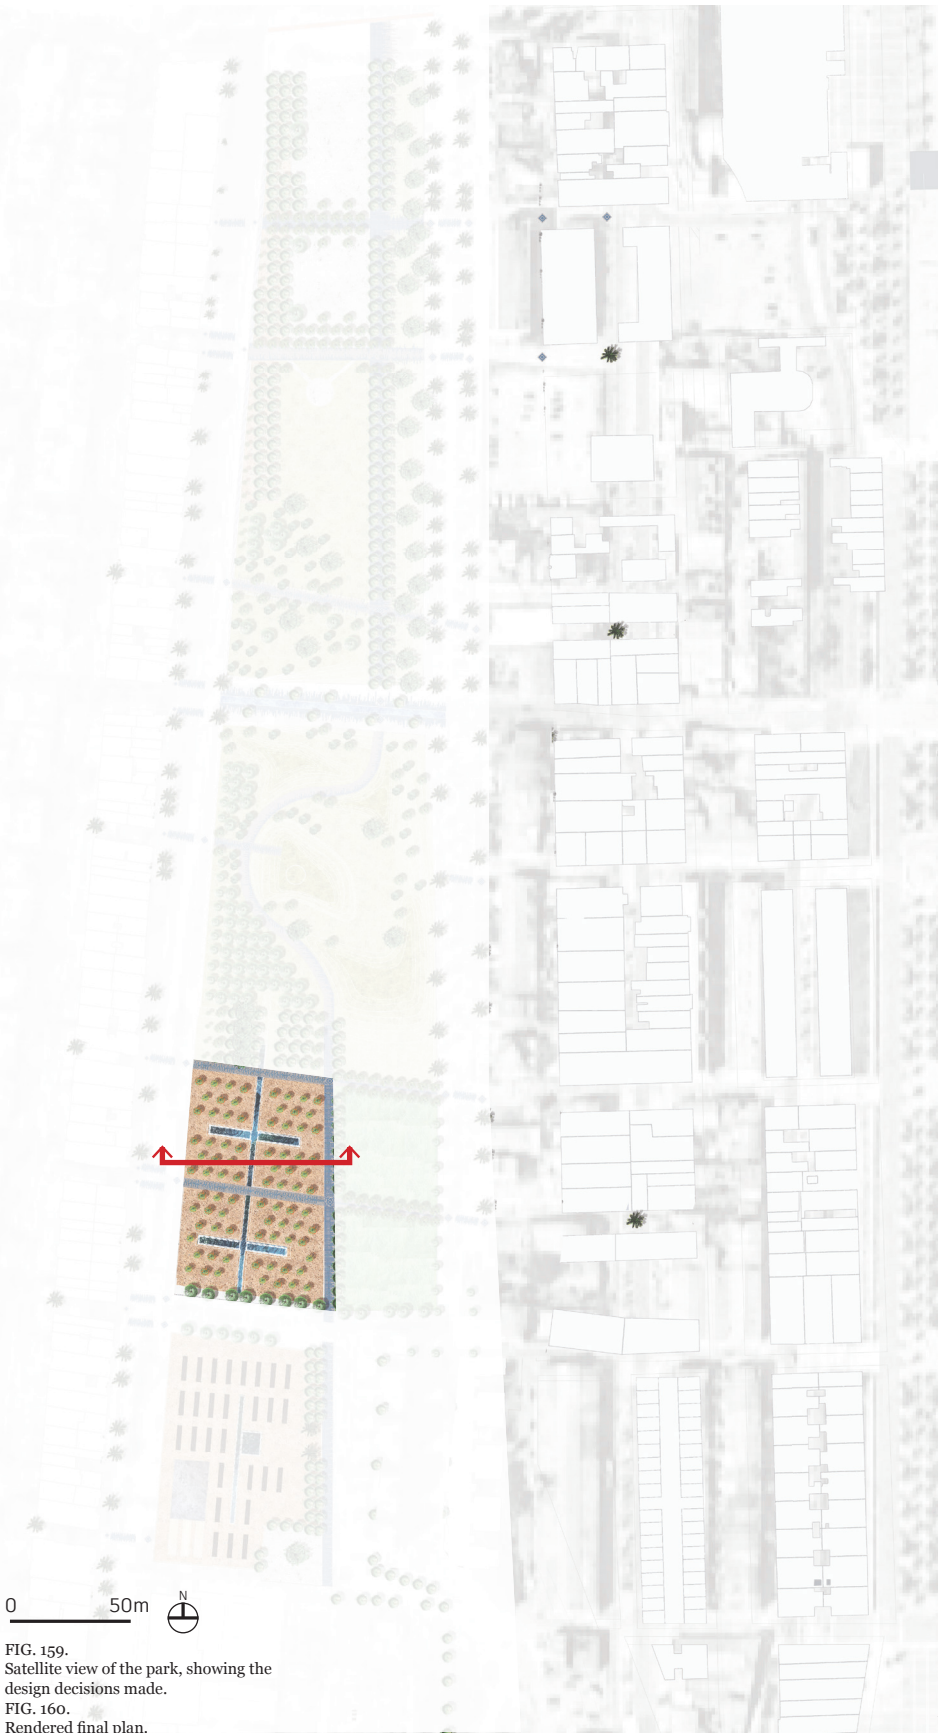 0 50m
N
FIG. 159.
Satellite view of the park, showing the
design decisions made.
FIG. 160.
Rendered final plan.